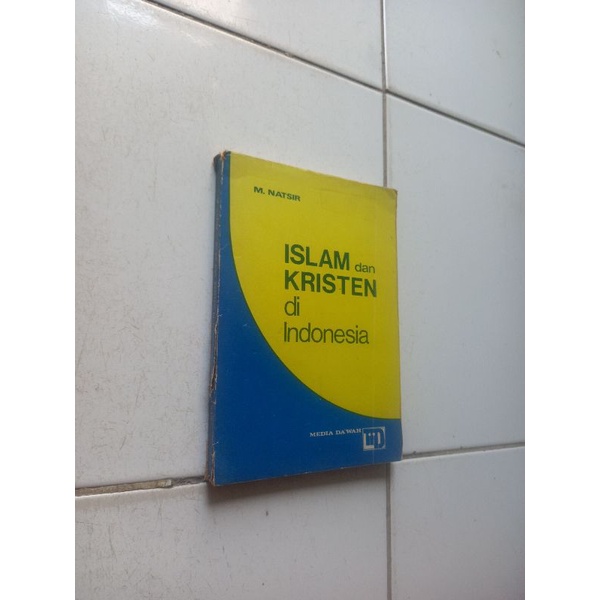 M. NATSIR
ISLAM dan
KRISTEN
di
Indonesia
MEDIA DA'WAH